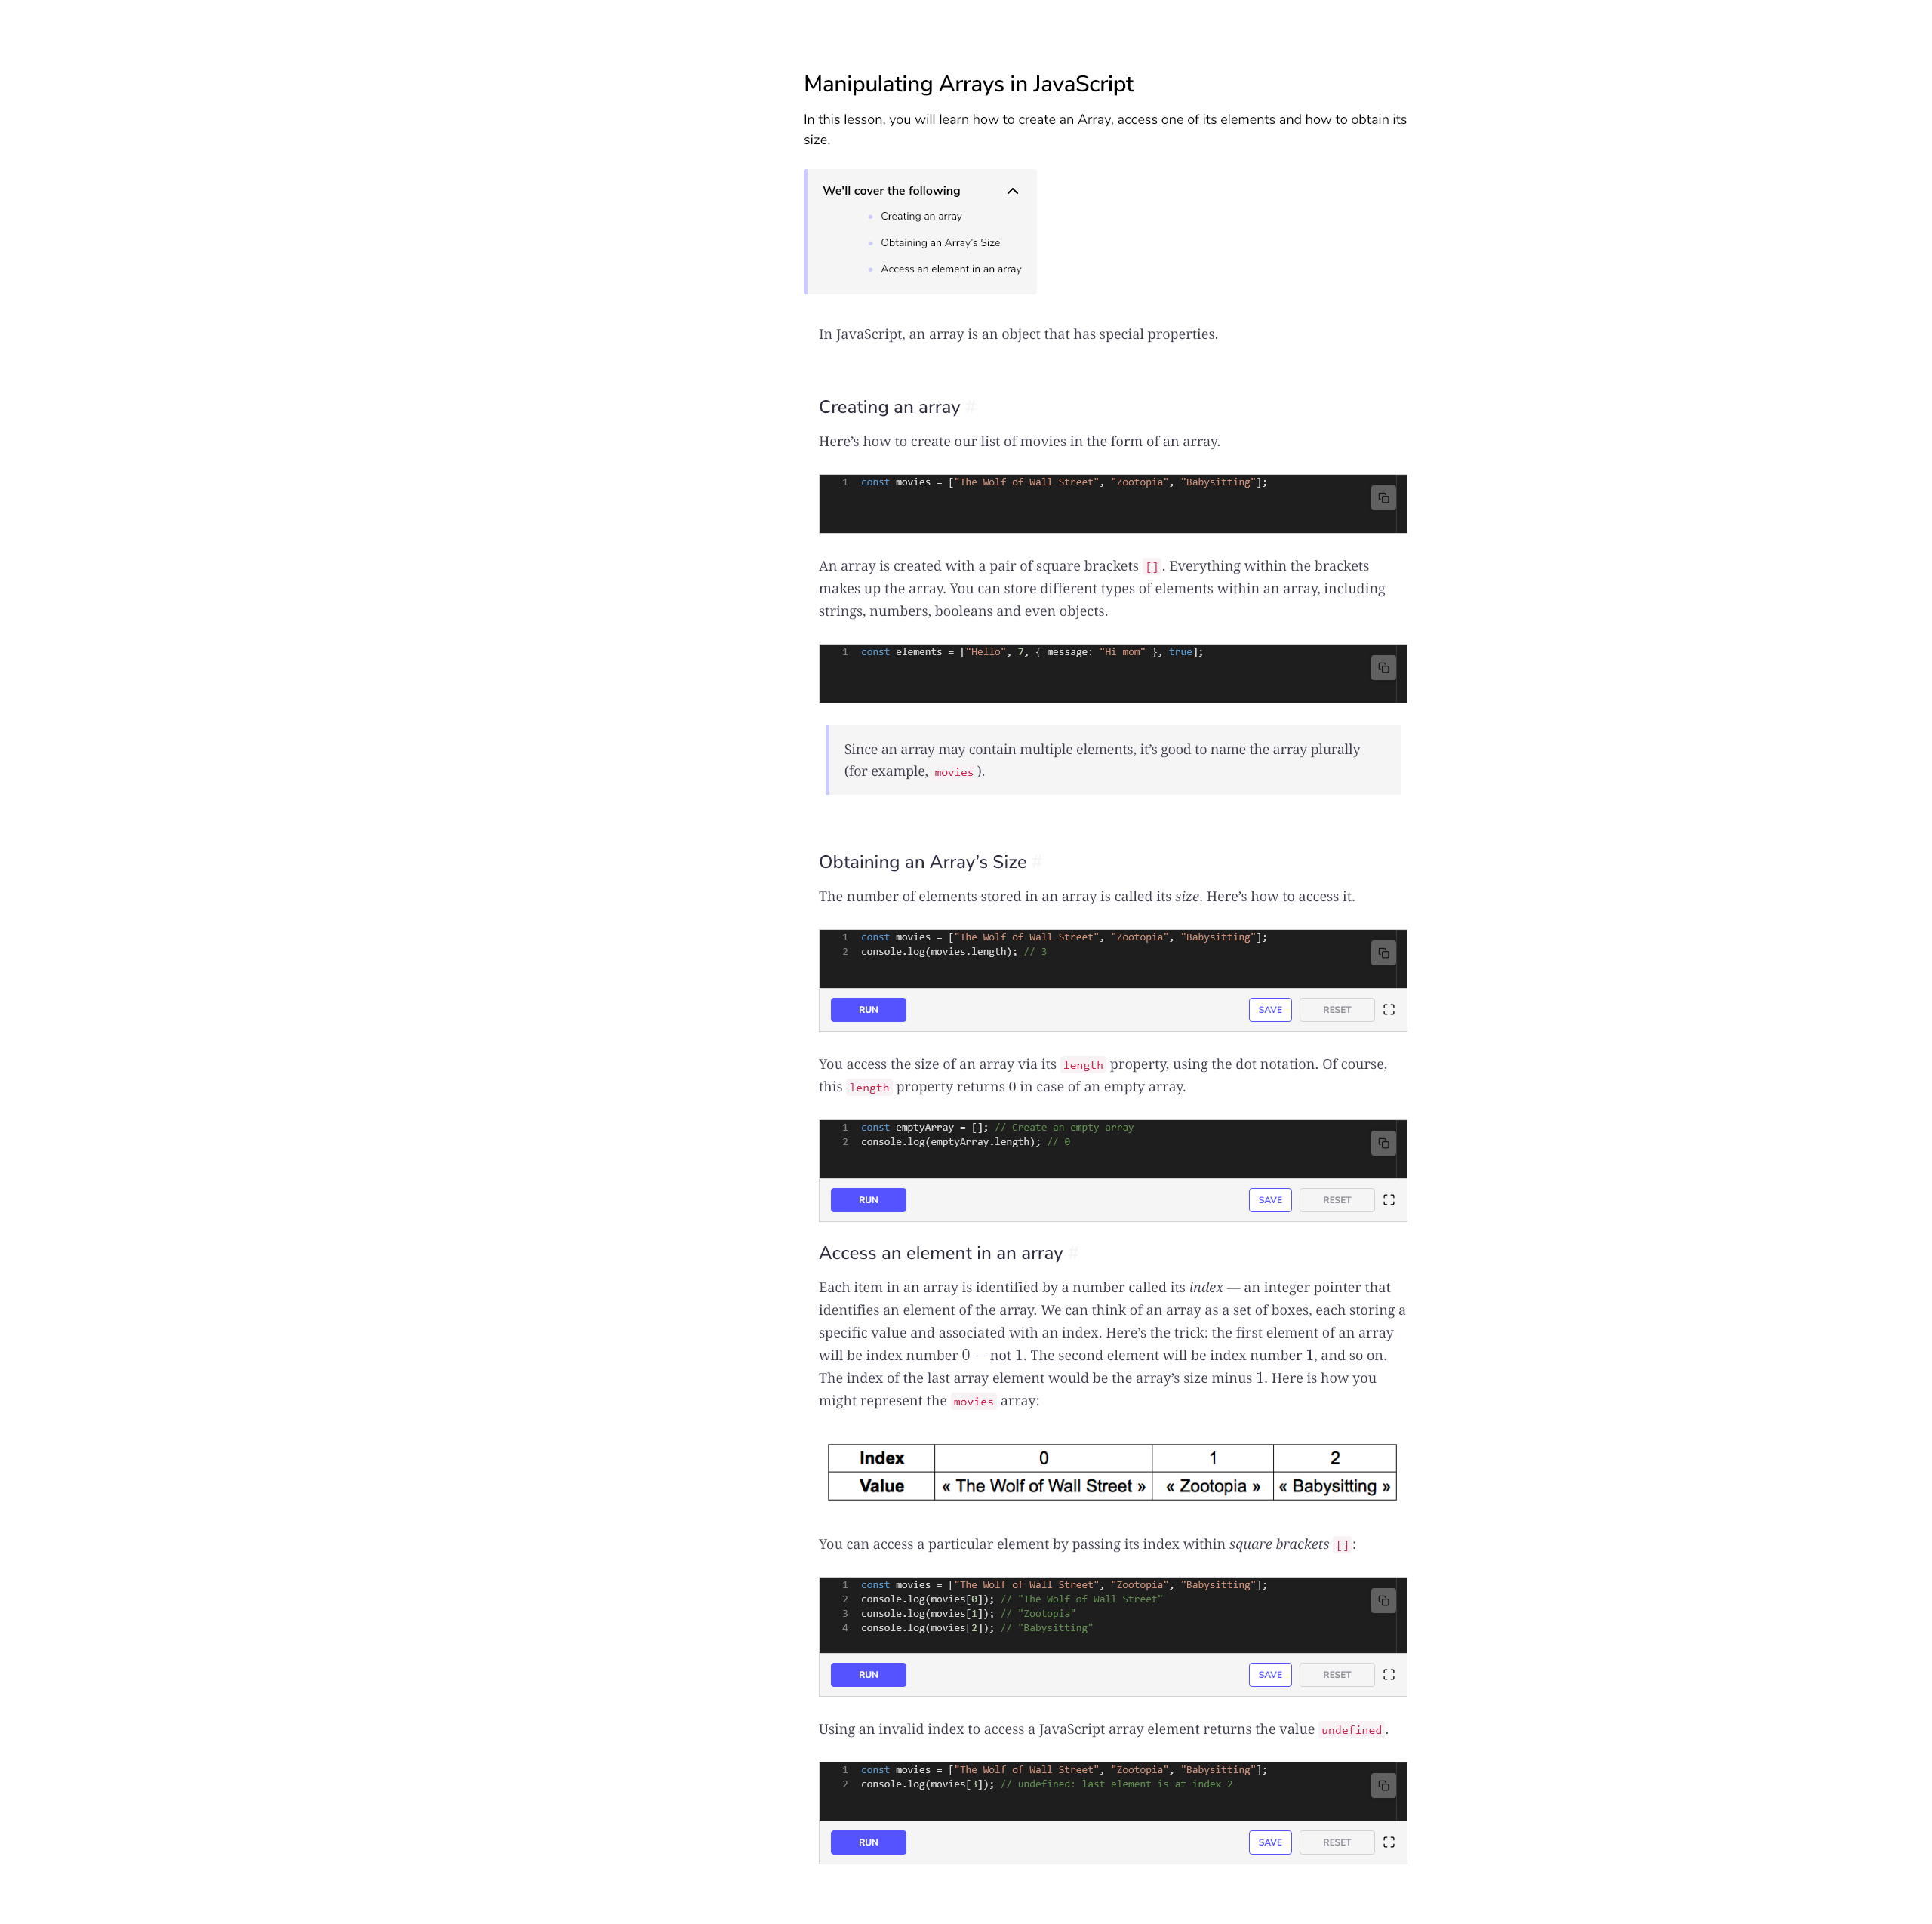 Manipulating Arrays in JavaScript
In this lesson, you will learn how to create an Array, access one of its elements and how to obtain its
size.
We'll cover the following
Creating an array
Obtaining an Array's Size
Access an element in an array
In JavaScript, an array is an object that has special properties.
Creating an array #
Here’s how to create our list of movies in the form of an array.
1 const movies = ["The Wolf of Wall Street", "Zootopia", "Babysitting"];
An array is created with a pair of square brackets []. Everything within the brackets
makes up the array. You can store different types of elements within an array, including
strings, numbers, booleans and even objects.
1 const elements = ["Hello", 7, { message: "Hi mom" }, true];
Since an array may contain multiple elements, it’s good to name the array plurally
(for example, movies).
Obtaining an Array’s Size #
The number of elements stored in an array is called its size. Here’s how to access it.
1 const movies = ["The Wolf of Wall Street", "Zootopia", "Babysitting"];
2 console.log(movies.length); // 3
RUN SAVE RESET
You access the size of an array via its length property, using the dot notation. Of course,
this length property returns 0 in case of an empty array.
1 const emptyArray = []; // Create an empty array
2 console.log(emptyArray.length); // 0
RUN SAVE RESET
Access an element in an array #
Each item in an array is identified by a number called its index — an integer pointer that
identifies an element of the array. We can think of an array as a set of boxes, each storing a
specific value and associated with an index. Here’s the trick: the first element of an array
will be index number 0 − not 1. The second element will be index number 1, and so on.
The index of the last array element would be the array’s size minus 1. Here is how you
might represent the movies array:
Index 0 1 2
Value « The Wolf of Wall Street » « Zootopia » « Babysitting »
You can access a particular element by passing its index within square brackets []:
1 const movies = ["The Wolf of Wall Street", "Zootopia", "Babysitting"];
2 console.log(movies[0]); // "The Wolf of Wall Street"
3 console.log(movies[1]); // "Zootopia"
4 console.log(movies[2]); // "Babysitting"
RUN SAVE RESET
Using an invalid index to access a JavaScript array element returns the value undefined.
1 const movies = ["The Wolf of Wall Street", "Zootopia", "Babysitting"];
2 console.log(movies[3]); // undefined: last element is at index 2
RUN SAVE RESET